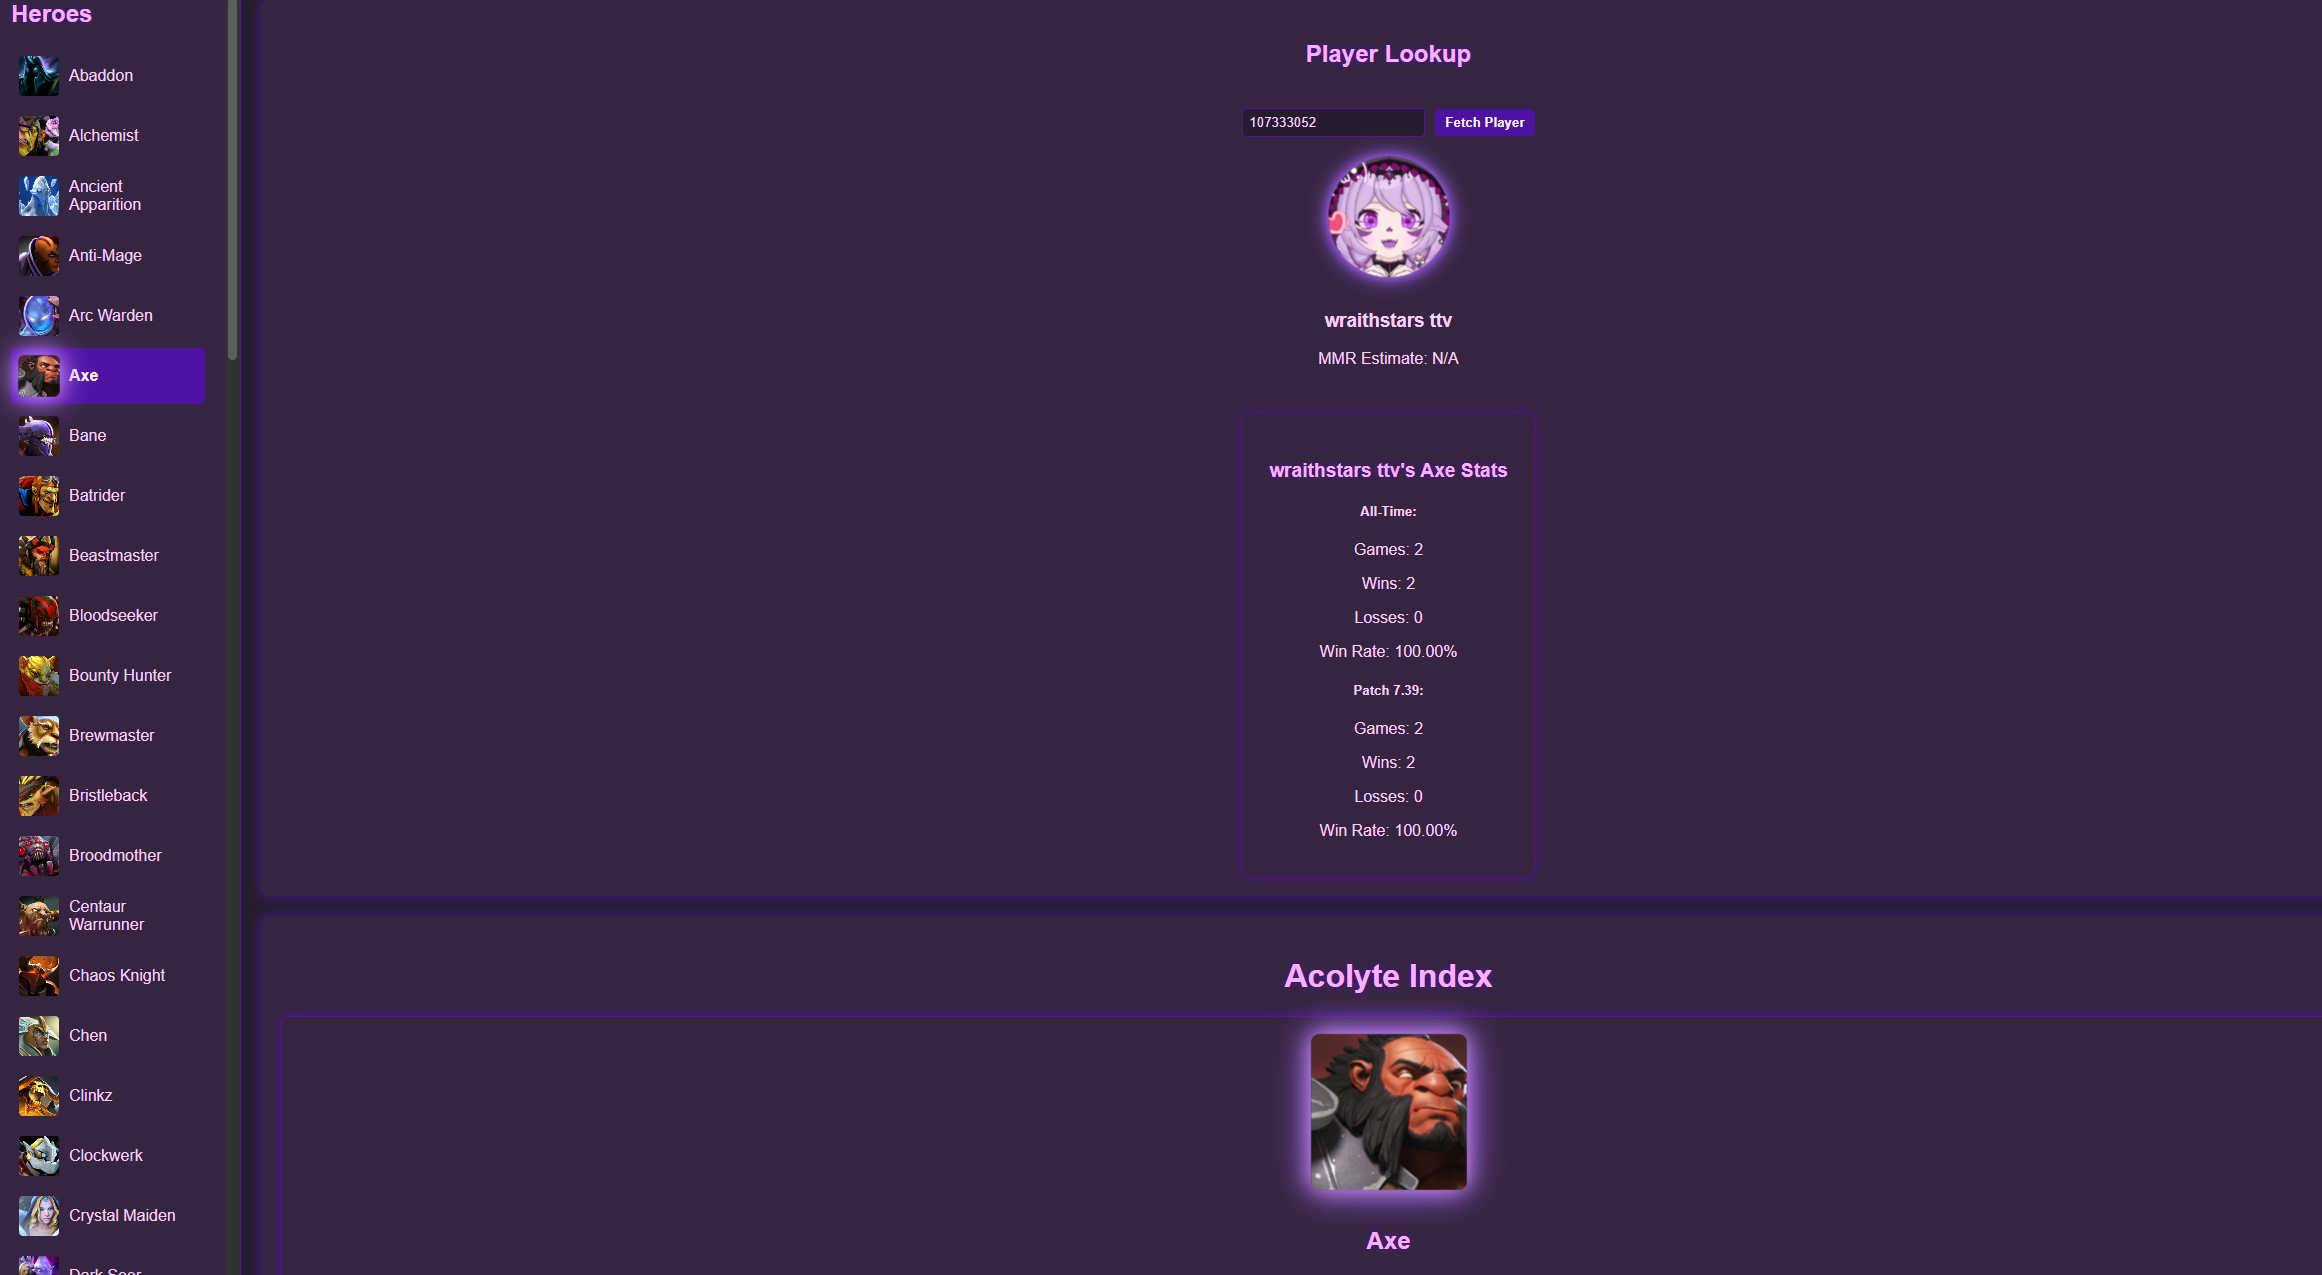 Heroes
Abaddon
Alchemist
Ancient
Apparition
Anti-Mage
Arc Warden
Axe
Bane
Batrider
Beastmaster
Bloodseeker
Bounty Hunter
Brewmaster
Bristleback
Broodmother
Centaur
Warrunner
Chaos Knight
Chen
Clinkz
Clockwerk
Crystal Maiden
Dark Seer
Player Lookup
107333052
Fetch Player
wraithstars ttv
MMR Estimate: N/A
wraithstars ttv's Axe Stats
All-Time:
Games: 2
Wins: 2
Losses: 0
Win Rate: 100.00%
Patch 7.39:
Games: 2
Wins: 2
Losses: 0
Win Rate: 100.00%
Acolyte Index
Axe